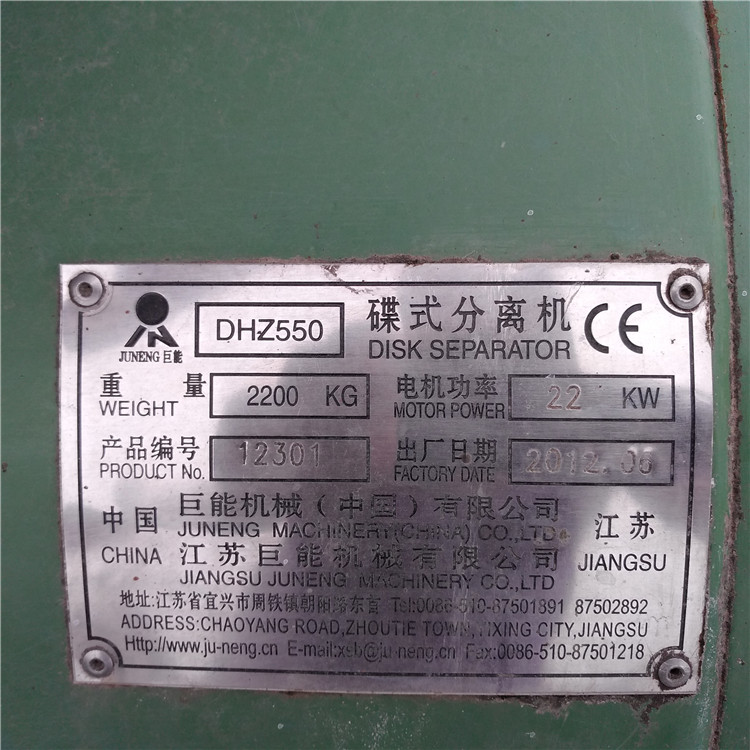 JUNENG 巨能
DHZ550
碟式分离机
DISK SEPARATOR
CE
重量
WEIGHT
2200 KG
电机功率
MOTOR POWER
22 KW
产品编号
PRODUCT No.
12301
出厂日期
FACTORY DATE
2012.06
中国
CHINA
巨能机械(中国)有限公司
JUNENG MACHINERY(CHINA) CO.,LTD
江苏巨能机械有限公司
JIANGSU JUNENG MACHINERY CO.,LTD
江苏
JIANGSU
地址:江苏省宜兴市周铁镇朝阳路东首 Tel:0086-510-87501891 87502892
ADDRESS:CHAOYANG ROAD,ZHOUTIE TOWN,YIXING CITY,JIANGSU
Http://www.ju-neng.cn E-mail:xsb@ju-neng.cn Fax:0086-510-87501218